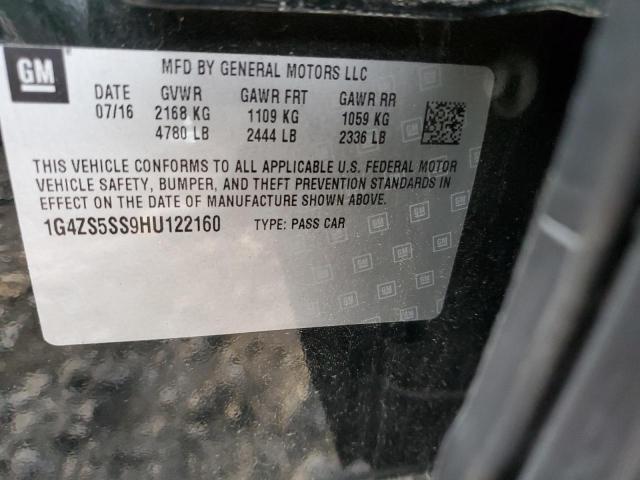 GM
MFD BY GENERAL MOTORS LLC
DATE GVWR GAWR FRT GAWR RR
07/16 2168 KG 1109 KG 1059 KG
4780 LB 2444 LB 2336 LB
THIS VEHICLE CONFORMS TO ALL APPLICABLE U.S. FEDERAL MOTOR
VEHICLE SAFETY, BUMPER, AND THEFT PREVENTION STANDARDS IN
EFFECT ON THE DATE OF MANUFACTURE SHOWN ABOVE.
1G4ZS5SS9HU122160 TYPE: PASS CAR